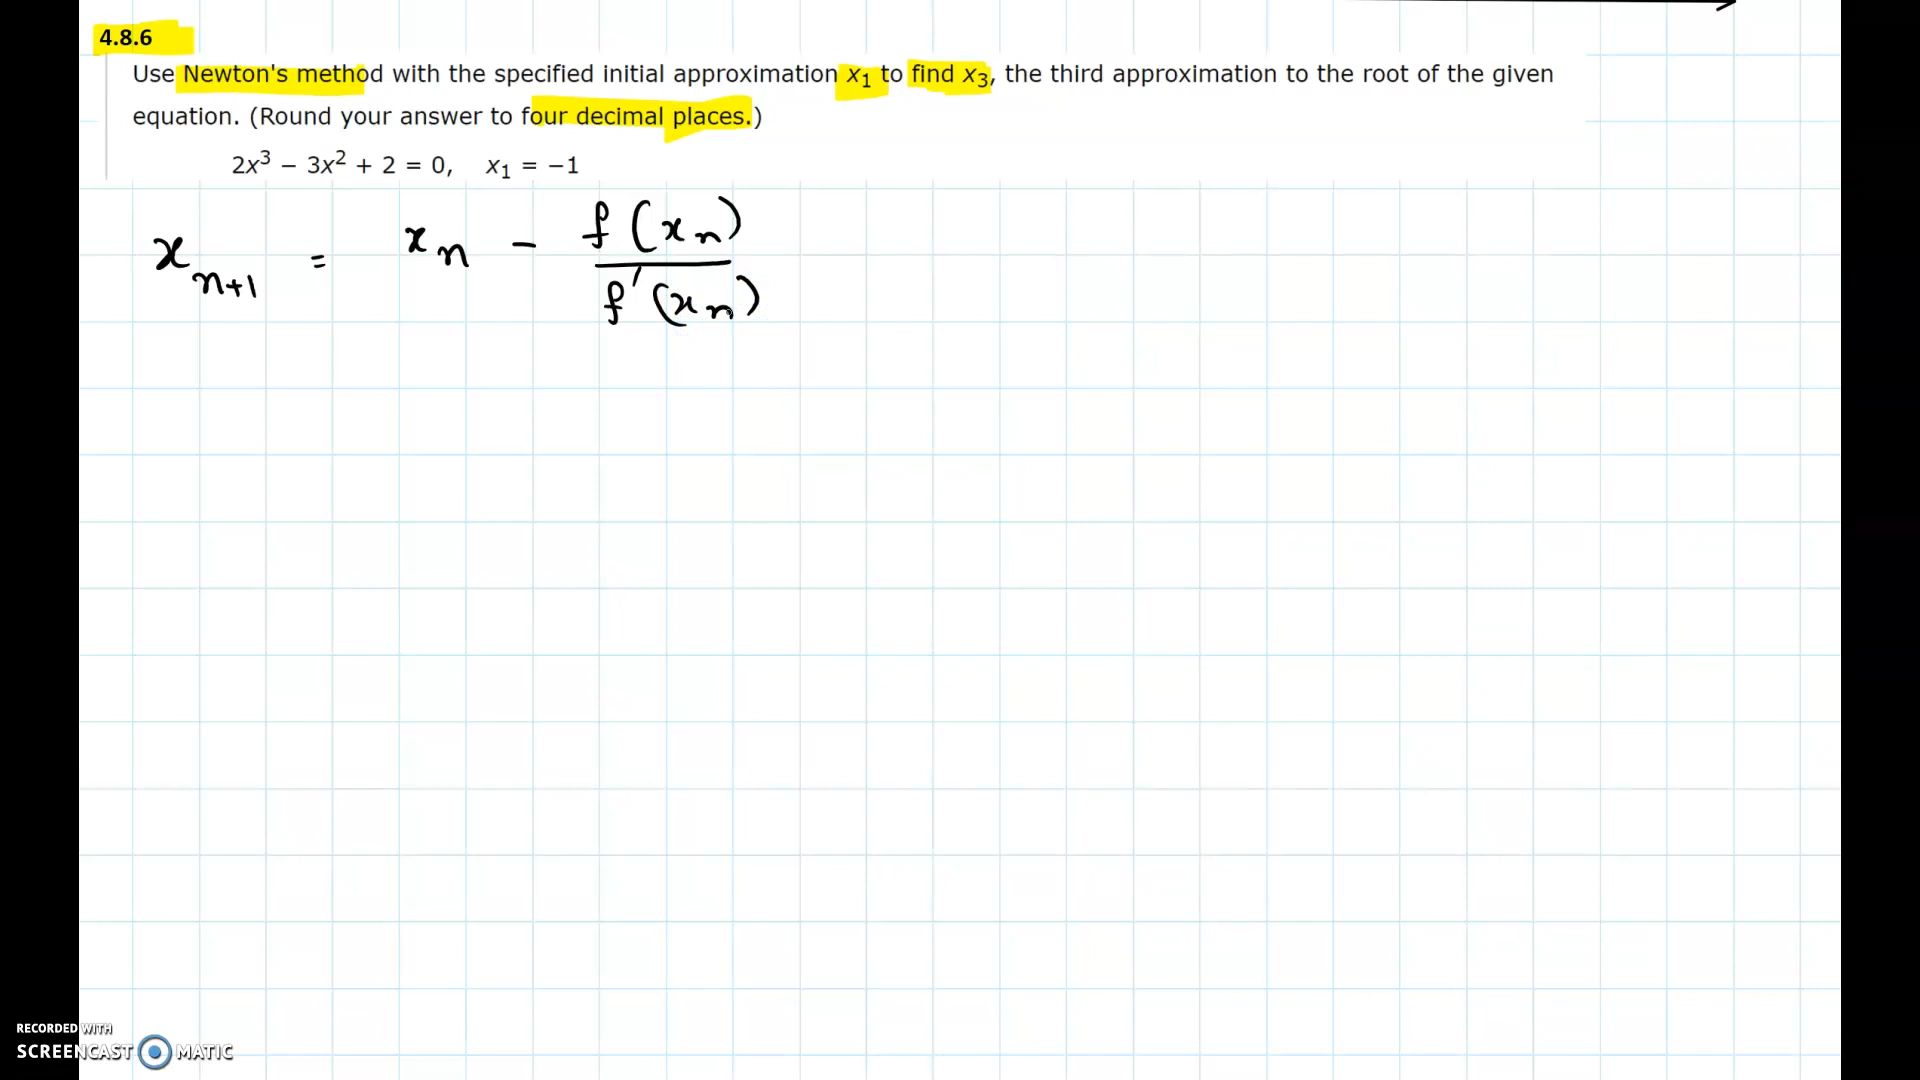 4.8.6
Use Newton's method with the specified initial approximation x₁ to find x₃, the third approximation to the root of the given
equation. (Round your answer to four decimal places.)
2x³ − 3x² + 2 = 0, x₁ = −1
xₙ₊₁ = xₙ − f(xₙ)
f'(xₙ)
RECORDED WITH
SCREENCAST MATIC